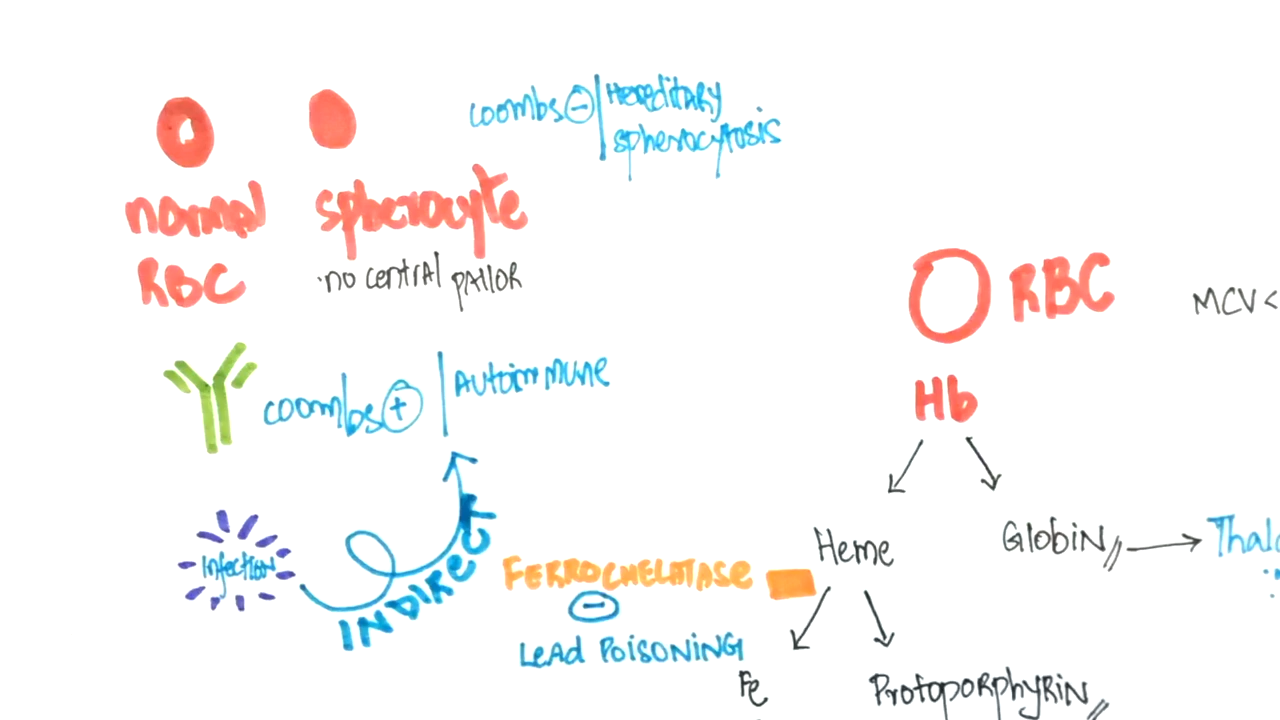 coombs ⊖ Hereditary
spherocytosis
normal spherocyte
RBC
·no central pallor
RBC
MCV <
coombs ⊕ Autoimmune
Hb
Heme
Globin
Infection
INDIRECT
FERROCHELATASE
⊖
Lead Poisoning
Fe
Protoporphyrin